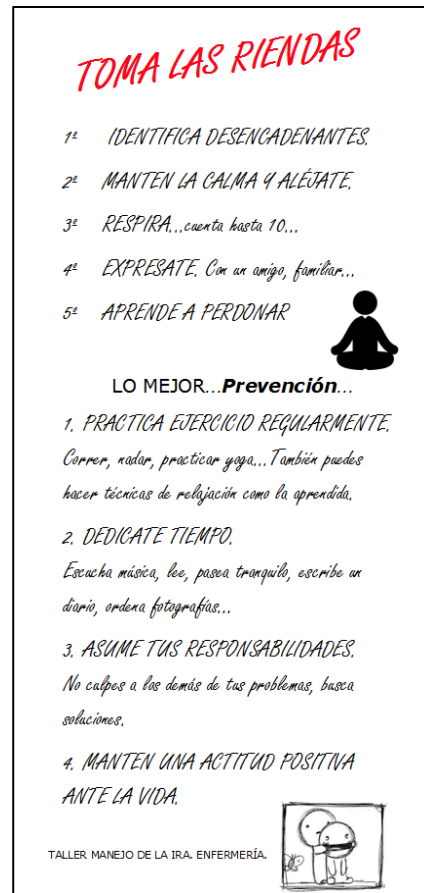 TOMA LAS RIENDAS
1º IDENTIFICA DESENCADENANTES.
2º MANTEN LA CALMA Y ALÉJATE.
3º RESPIRA...cuenta hasta 10...
4º EXPRESATE. Con un amigo, familiar...
5º APRENDE A PERDONAR
LO MEJOR...Prevención...
1. PRACTICA EJERCICIO REGULARMENTE.
Correr, nadar, practicar yoga...También puedes
hacer técnicas de relajación como la aprendida.
2. DEDICATE TIEMPO.
Escucha música, lee, pasea tranquilo, escribe un
diario, ordena fotografías...
3. ASUME TUS RESPONSABILIDADES.
No culpes a los demás de tus problemas, busca
soluciones.
4. MANTEN UNA ACTITUD POSITIVA
ANTE LA VIDA.
TALLER MANEJO DE LA IRA. ENFERMERÍA.